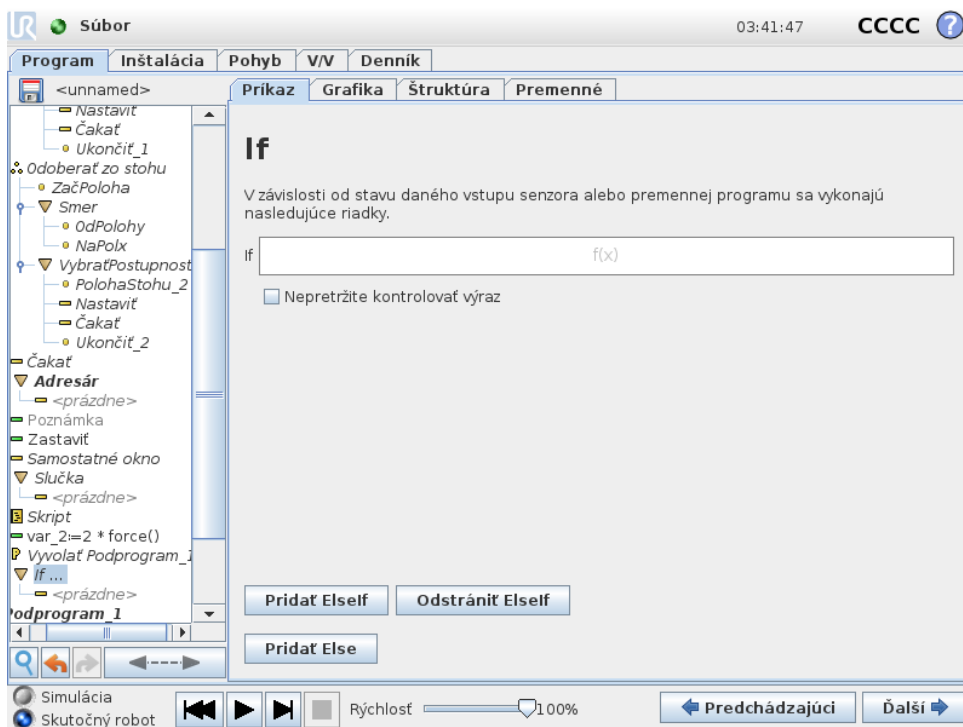 Súbor
03:41:47
CCCC
?
Program Inštalácia Pohyb V/V Denník
<unnamed>
Príkaz Grafika Štruktúra Premenné
Nastaviť
Čakať
Ukončiť_1
Odoberať zo stohu
ZačPoloha
Smer
OdPolohy
NaPolx
VybraťPostupnosť
PolohaStohu_2
Nastaviť
Čakať
Ukončiť_2
Čakať
Adresár
<prázdne>
Poznámka
Zastaviť
Samostatné okno
Slučka
<prázdne>
Skript
var_2:=2 * force()
Vyvolať Podprogram_1
If ...
<prázdne>
Podprogram_1
If
V závislosti od stavu daného vstupu senzora alebo premennej programu sa vykonajú
nasledujúce riadky.
If
f(x)
Nepretržite kontrolovať výraz
Pridať ElseIf Odstrániť ElseIf
Pridať Else
Simulácia
Skutočný robot
Rýchlosť 100%
Predchádzajúci Ďalší